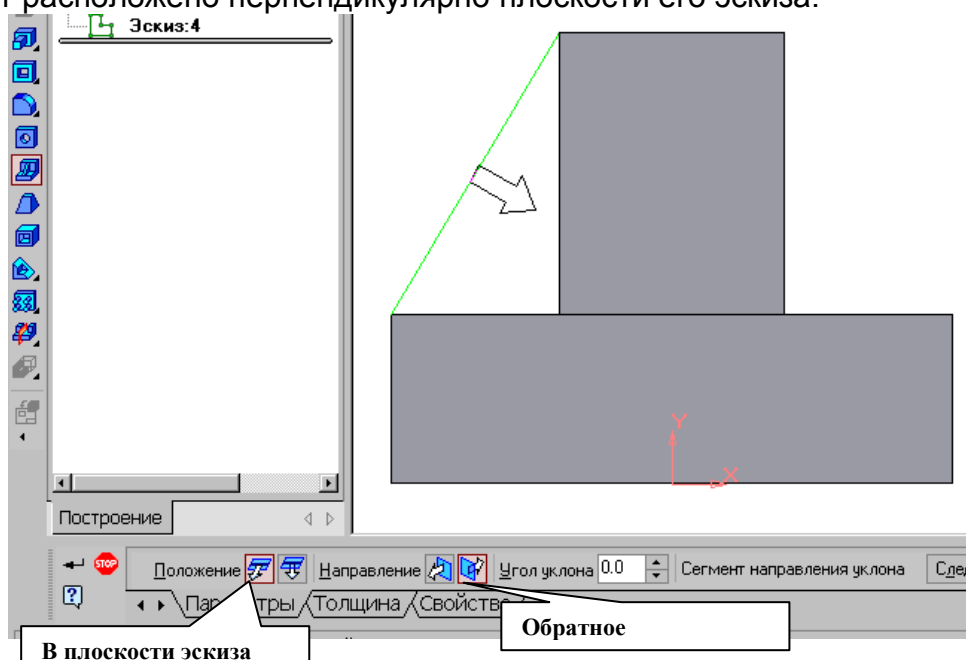 расположено перпендикулярно плоскости его эскиза.
Эскиз:4
Y
X
Построение
STOP
Положение Направление Угол уклона 0.0 Сегмент направления уклона
Толщина Свойства
Обратное
В плоскости эскиза